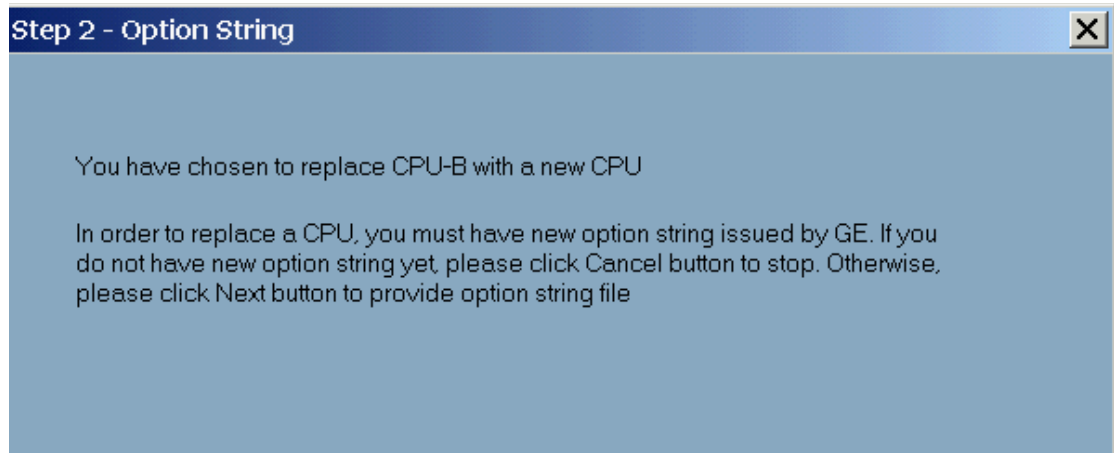 Step 2 - Option String
You have chosen to replace CPU-B with a new CPU
In order to replace a CPU, you must have new option string issued by GE. If you
do not have new option string yet, please click Cancel button to stop. Otherwise,
please click Next button to provide option string file